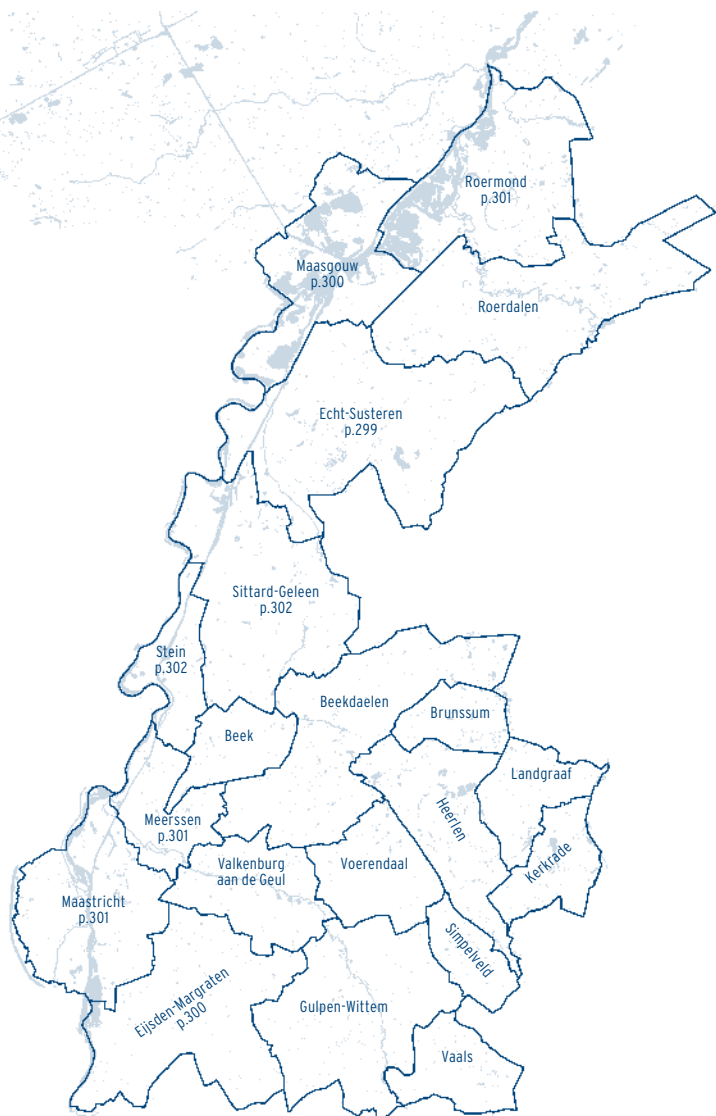 Roermond
p.301
Maasgouw
p.300
Roerdalen
Echt-Susteren
p.299
Sittard-Geleen
p.302
Stein
p.302
Beekdaelen
Brunssum
Beek
Landgraaf
Heerlen
Meerssen
p.301
Valkenburg
aan de Geul
Voerendaal
Kerkrade
Maastricht
p.301
Simpelveld
Eijsden-Margraten
p.300
Gulpen-Wittem
Vaals